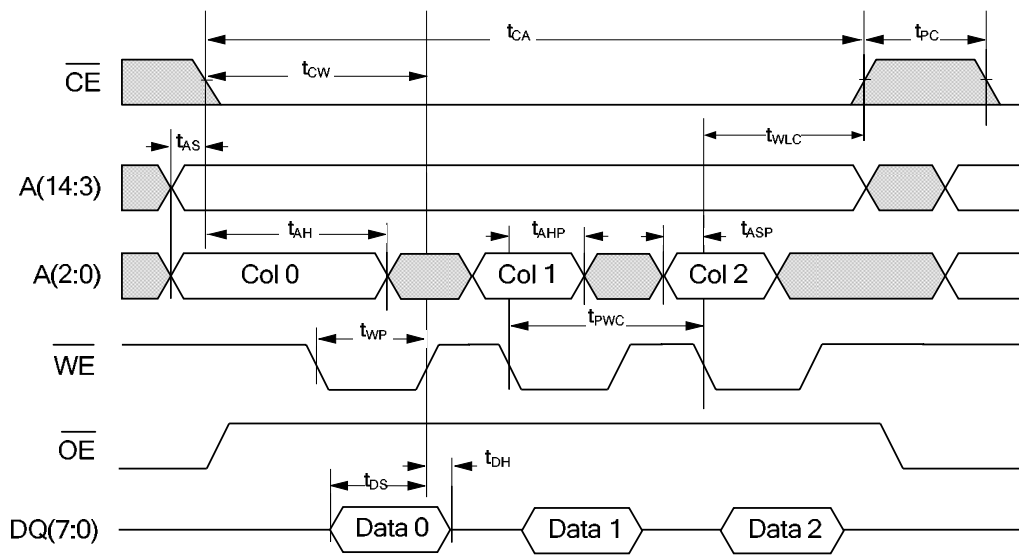 tCA
tPC
CE
tCW
tAS
tWLC
A(14:3)
tAH
tAHP
tASP
A(2:0)
Col 0
Col 1
Col 2
tWP
tPWC
WE
OE
tDH
tDS
DQ(7:0)
Data 0
Data 1
Data 2